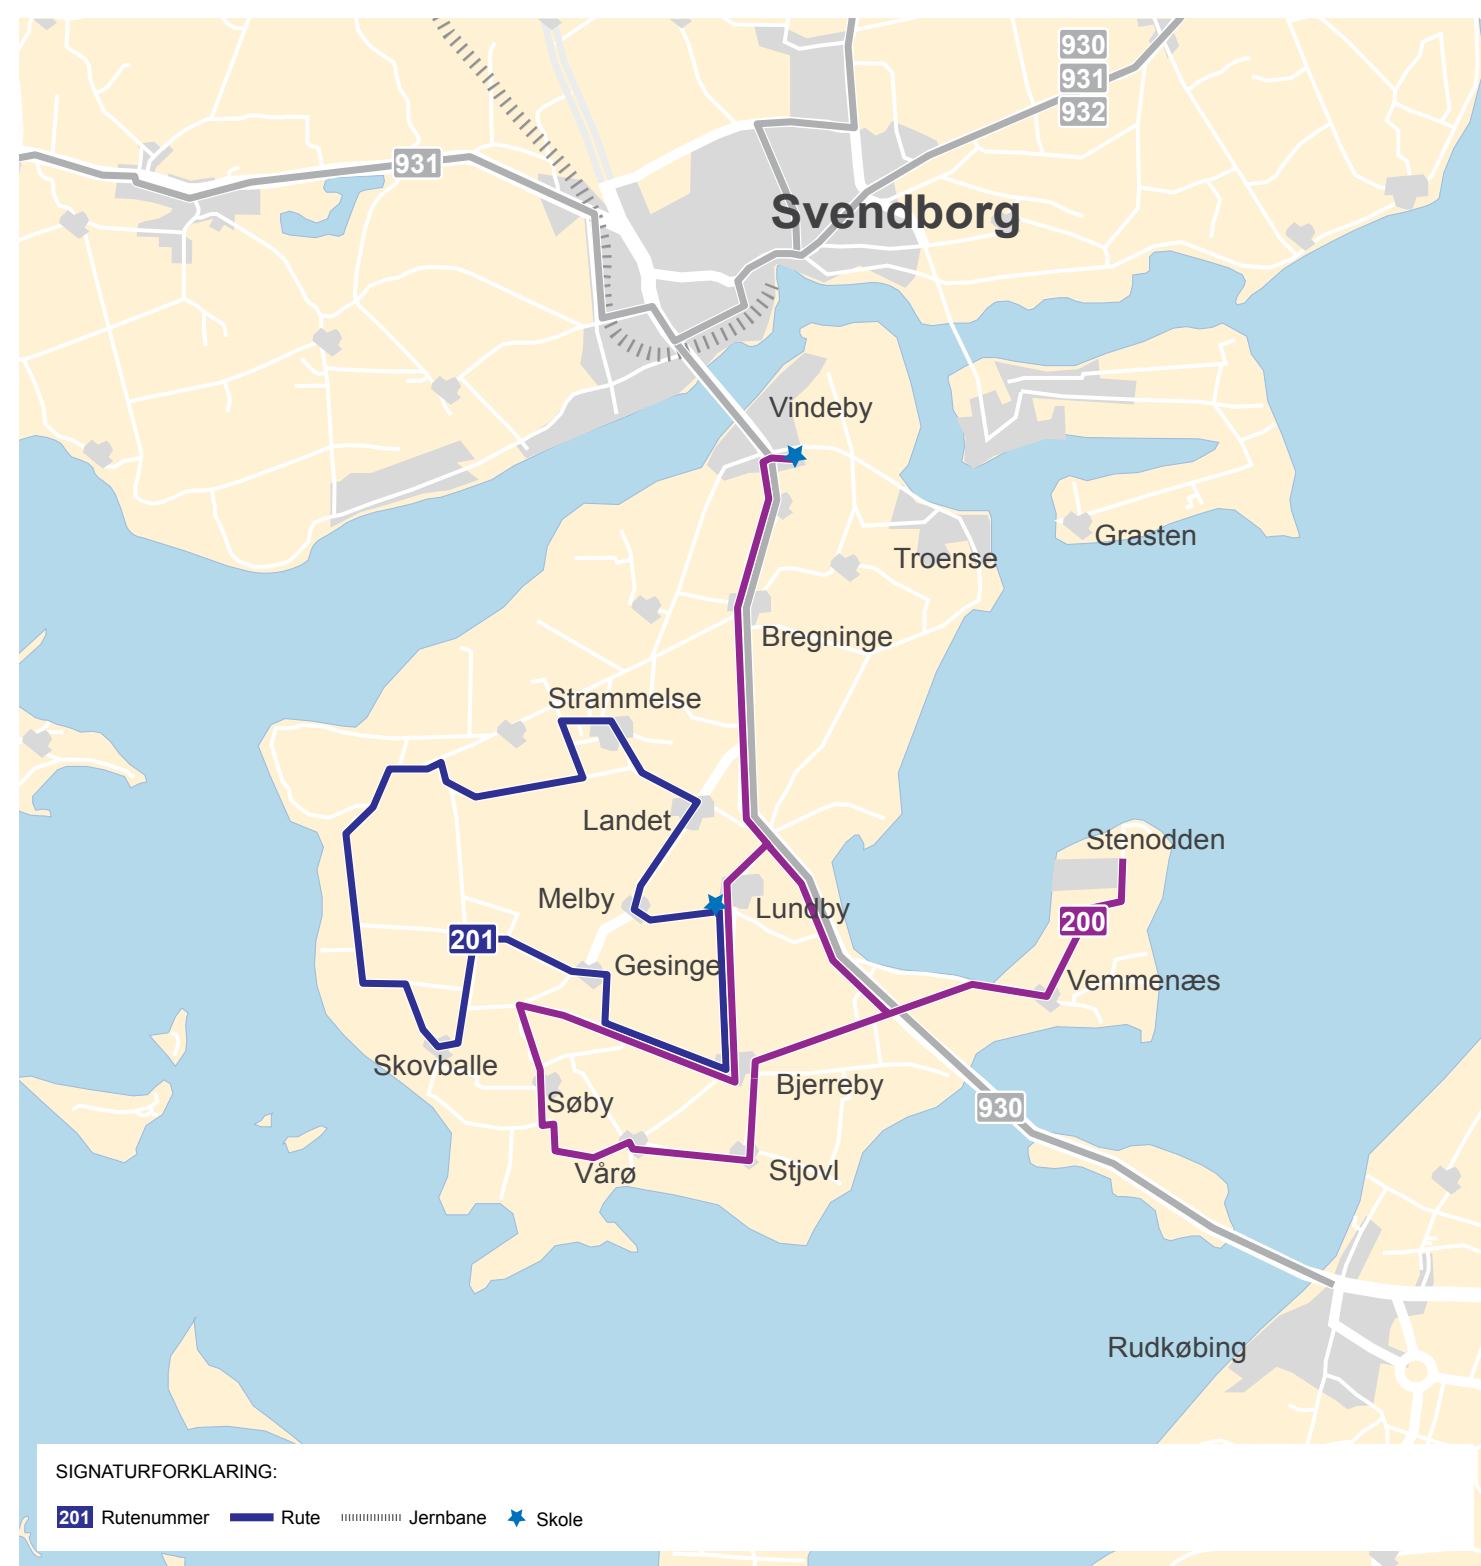 930
931
932
931
Svendborg
Vindeby
Grasten
Troense
Bregninge
Strammelse
Landet
Stenodden
Melby
Lundby
200
201
Gesinge
Vemmenæs
Skovballe
Bjerreby
Søby
930
Vårø
Stjovl
Rudkøbing
SIGNATURFORKLARING:
201 Rutenummer Rute Jernbane Skole